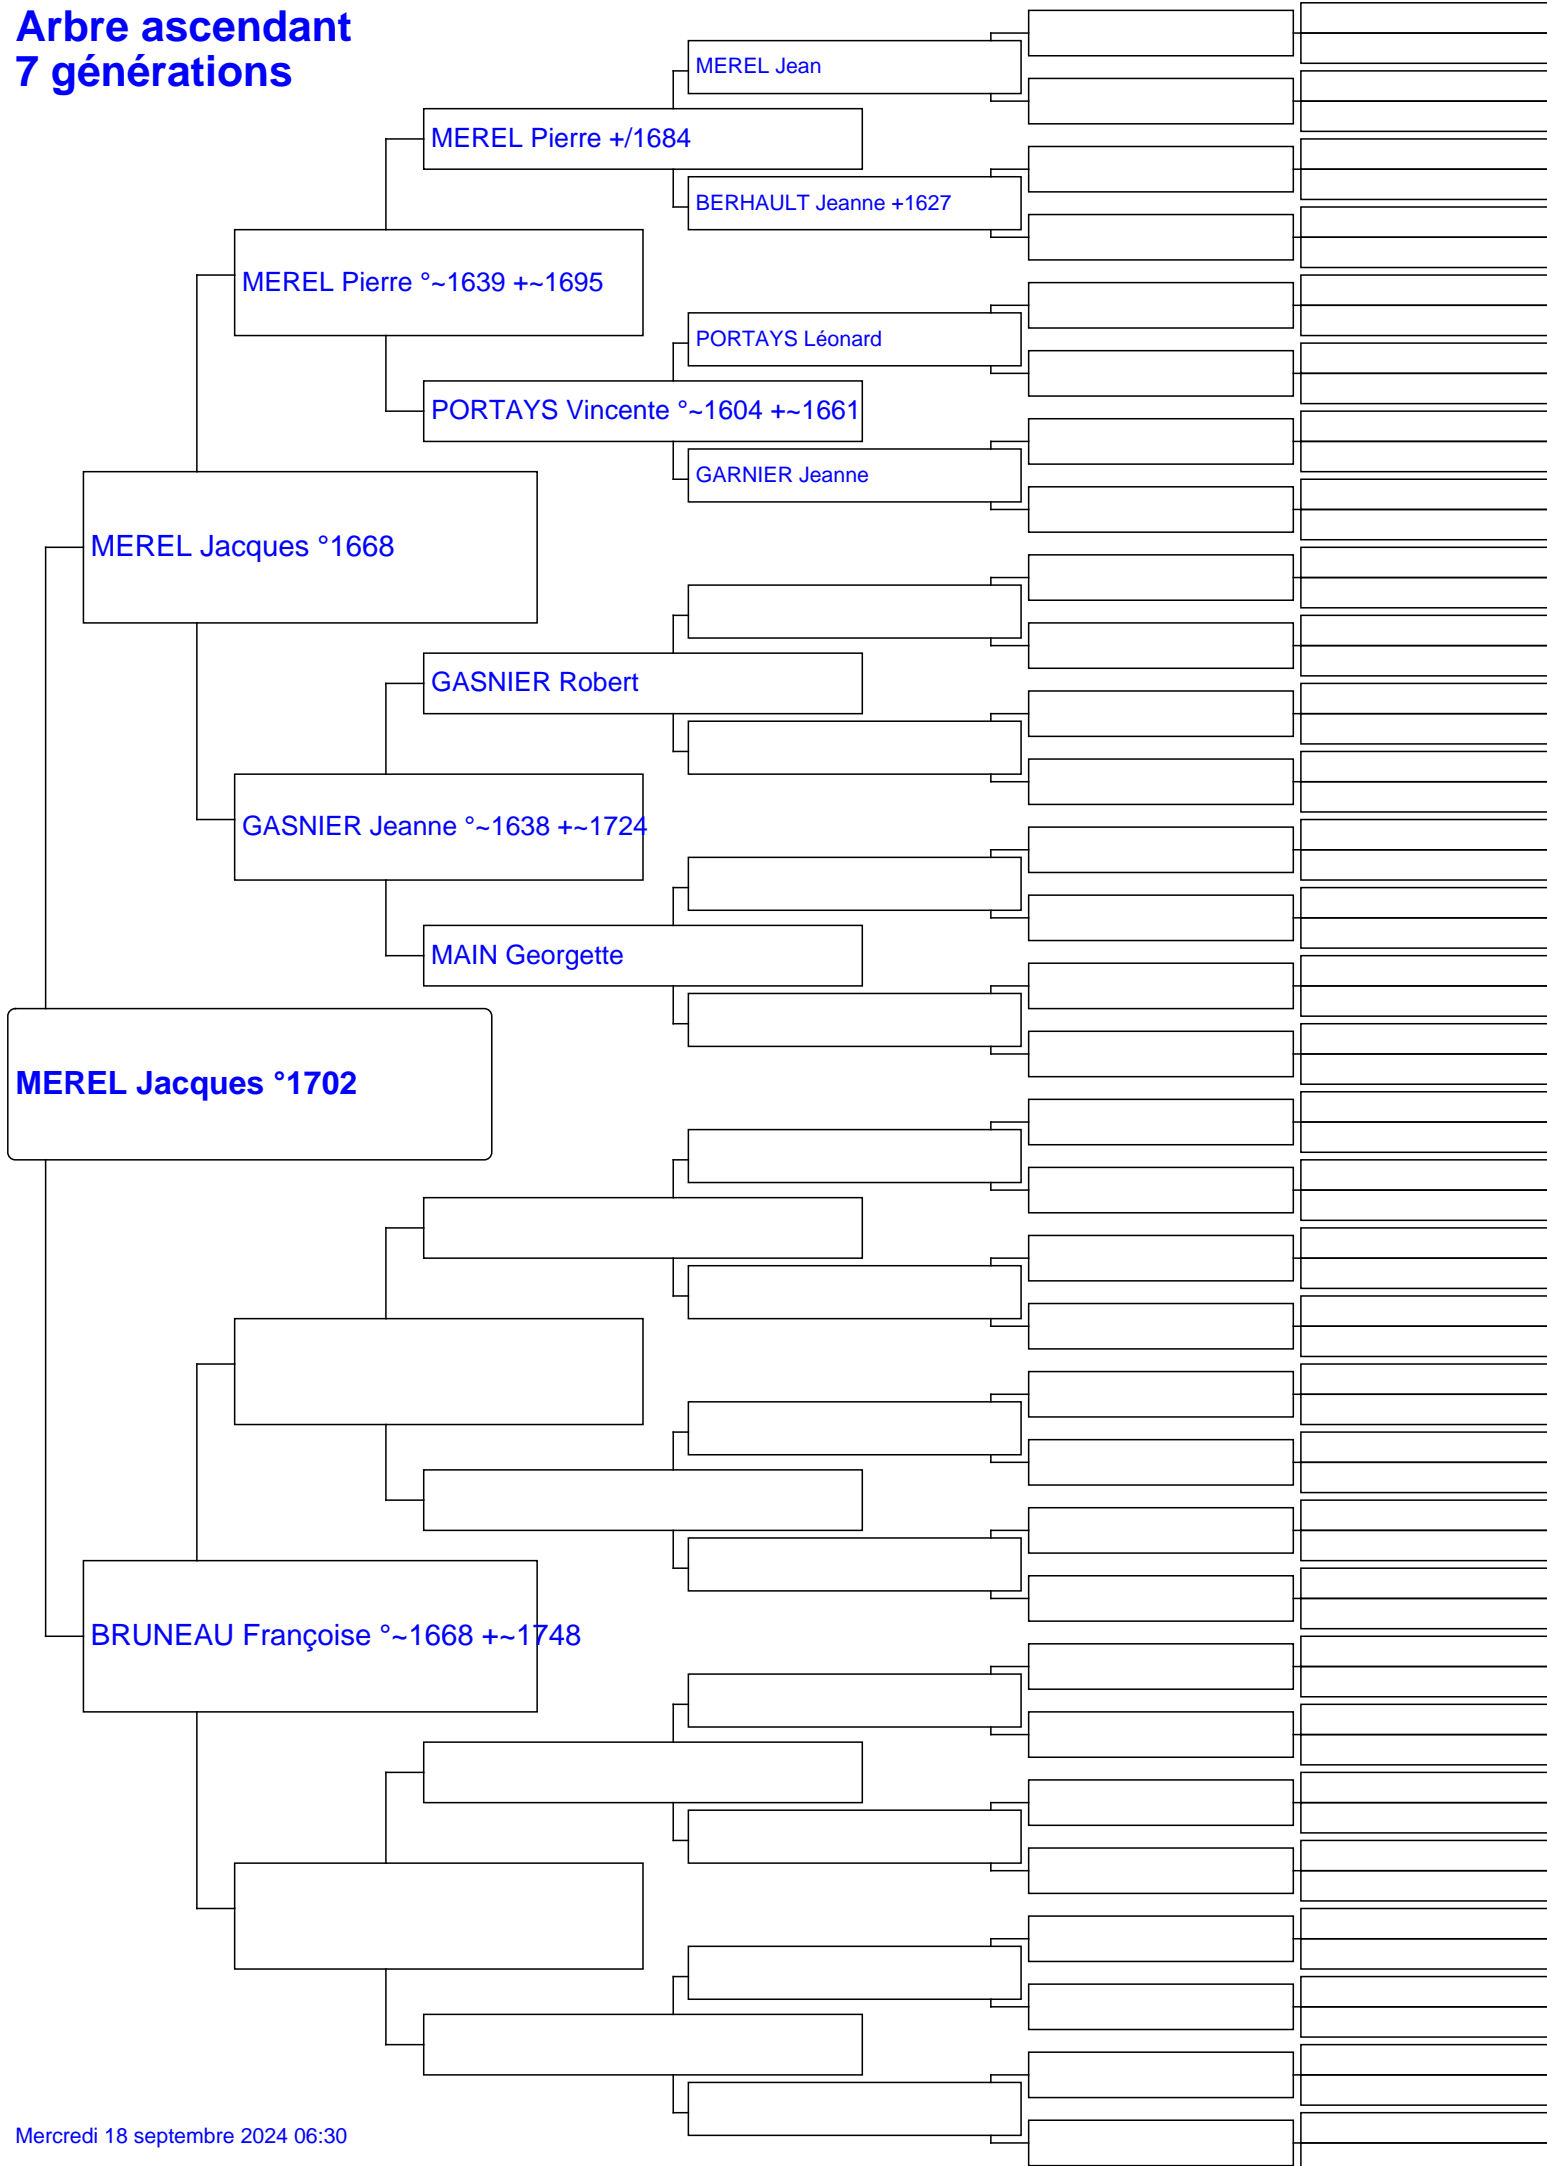 Arbre ascendant
7 générations
MEREL Jean
MEREL Pierre +/1684
BERHAULT Jeanne +1627
MEREL Pierre °~1639 +~1695
PORTAYS Léonard
PORTAYS Vincente °~1604 +~1661
GARNIER Jeanne
MEREL Jacques °1668
GASNIER Robert
GASNIER Jeanne °~1638 +~1724
MAIN Georgette
MEREL Jacques °1702
BRUNEAU Françoise °~1668 +~1748
Mercredi 18 septembre 2024 06:30